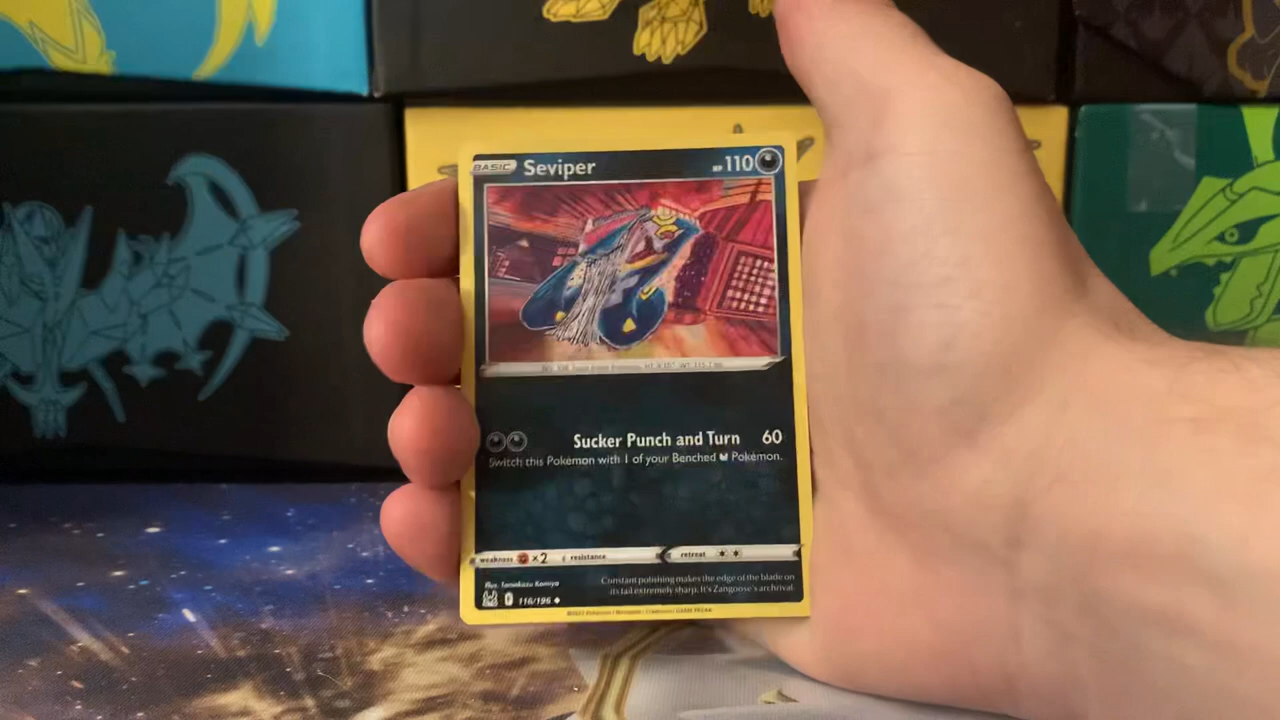 BASIC Seviper HP 110
Sucker Punch and Turn 60
Switch this Pokémon with 1 of your Benched Pokémon.
weakness ×2 resistance retreat
Illus. Tomokazu Komiya
Constant polishing makes the edge of the blade on
its tail extremely sharp. It's Zangoose's archrival.
F 116/196